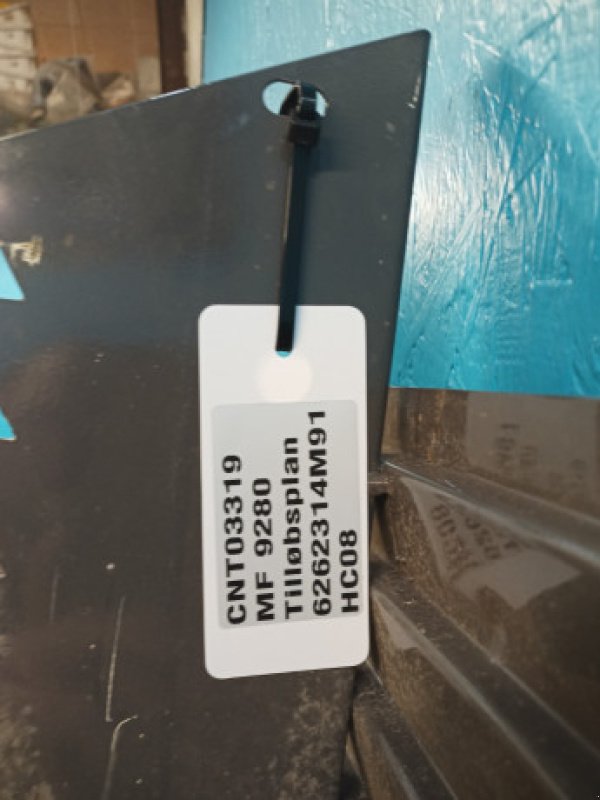 CNT03319
MF 9280
Tilløbsplan
6262314M91
HC08